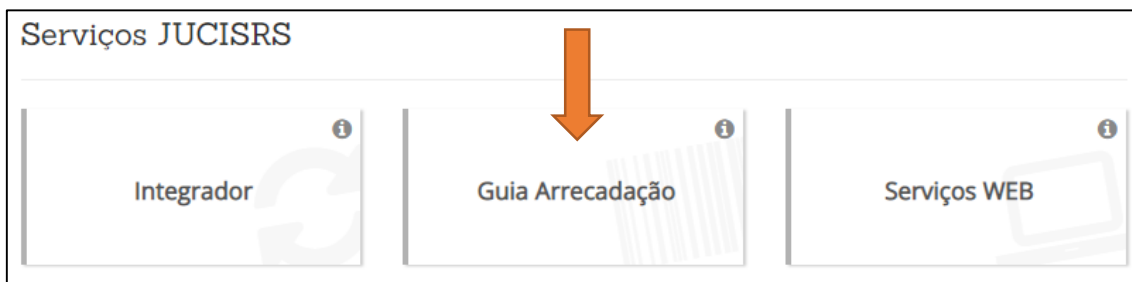 Serviços JUCISRS
Integrador
Guia Arrecadação
Serviços WEB